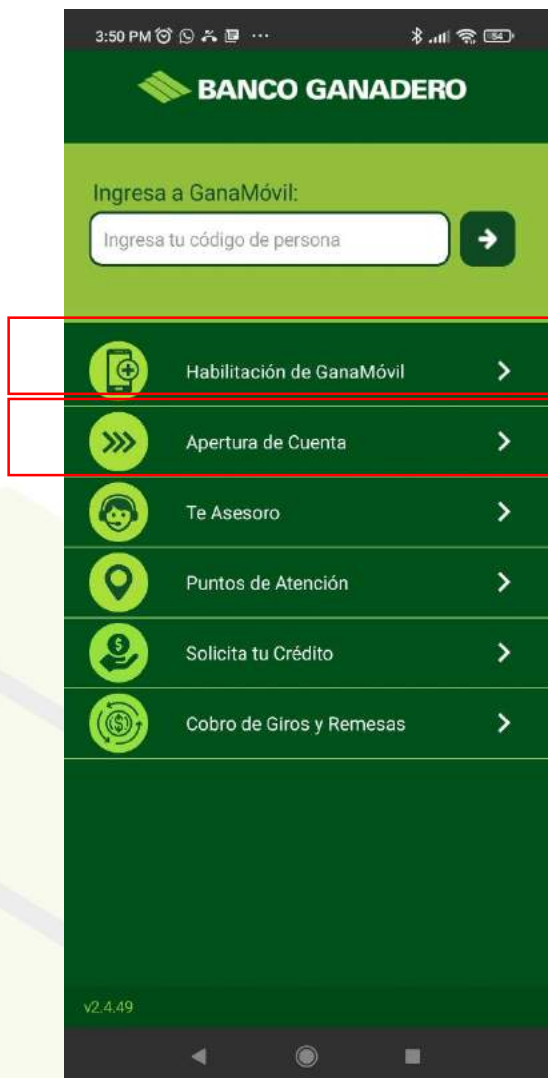 3:50 PM
54
BANCO GANADERO
Ingresa a GanaMóvil:
Ingresa tu código de persona
Habilitación de GanaMóvil
Apertura de Cuenta
Te Asesoro
Puntos de Atención
Solicita tu Crédito
Cobro de Giros y Remesas
v2.4.49